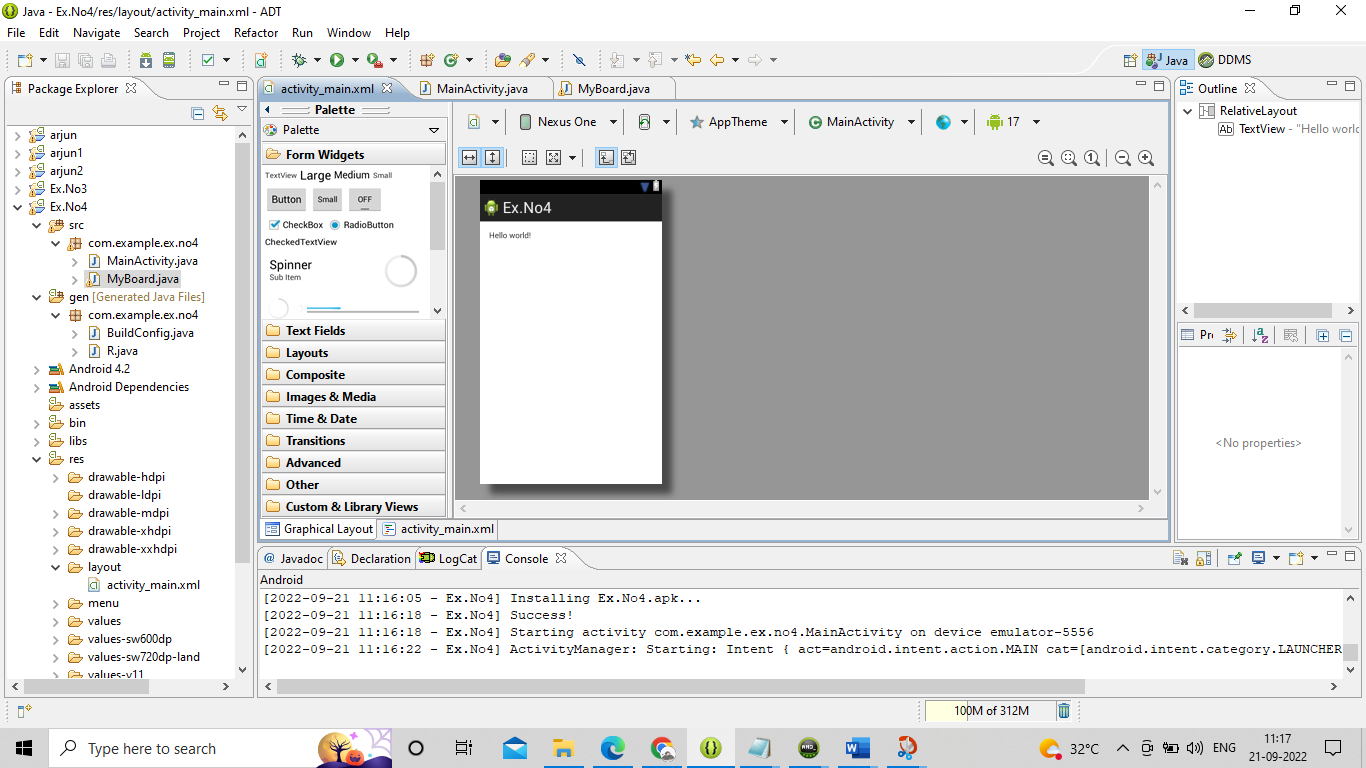 Java - Ex.No4/res/layout/activity_main.xml - ADT
File Edit Navigate Search Project Refactor Run Window Help
Java DDMS
Package Explorer
arjun
arjun1
arjun2
Ex.No3
Ex.No4
src
com.example.ex.no4
MainActivity.java
MyBoard.java
gen [Generated Java Files]
com.example.ex.no4
BuildConfig.java
R.java
Android 4.2
Android Dependencies
assets
bin
libs
res
drawable-hdpi
drawable-ldpi
drawable-mdpi
drawable-xhdpi
drawable-xxhdpi
layout
activity_main.xml
menu
values
values-sw600dp
values-sw720dp-land
values-v11
activity_main.xml MainActivity.java MyBoard.java
Palette
Palette
Form Widgets
TextView Large Medium Small
Button Small OFF
CheckBox RadioButton
CheckedTextView
Spinner
Sub Item
Text Fields
Layouts
Composite
Images & Media
Time & Date
Transitions
Advanced
Other
Custom & Library Views
Nexus One AppTheme MainActivity 17
Ex.No4
Hello world!
Graphical Layout activity_main.xml
Outline
RelativeLayout
Ab TextView - "Hello world
Pr
<No properties>
@ Javadoc Declaration LogCat Console
Android
[2022-09-21 11:16:05 - Ex.No4] Installing Ex.No4.apk...
[2022-09-21 11:16:18 - Ex.No4] Success!
[2022-09-21 11:16:18 - Ex.No4] Starting activity com.example.ex.no4.MainActivity on device emulator-5556
[2022-09-21 11:16:22 - Ex.No4] ActivityManager: Starting: Intent { act=android.intent.action.MAIN cat=[android.intent.category.LAUNCHER
100M of 312M
Type here to search
32°C ENG 11:17
21-09-2022